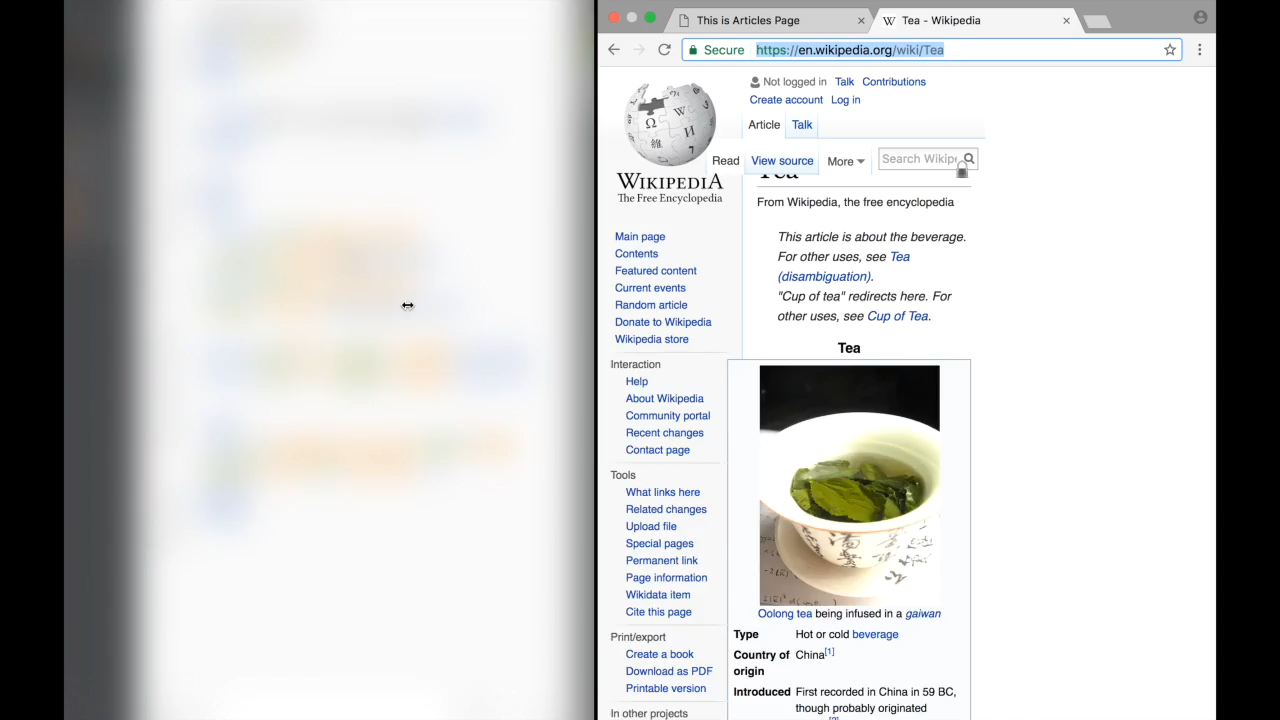 This is Articles Page
Tea - Wikipedia
Secure https://en.wikipedia.org/wiki/Tea
Not logged in Talk Contributions
Create account Log in
Article Talk
Read View source More
WIKIPEDIA
The Free Encyclopedia
Tea
From Wikipedia, the free encyclopedia
This article is about the beverage.
For other uses, see Tea
(disambiguation).
"Cup of tea" redirects here. For
other uses, see Cup of Tea.
Main page
Contents
Featured content
Current events
Random article
Donate to Wikipedia
Wikipedia store
Interaction
Help
About Wikipedia
Community portal
Recent changes
Contact page
Tools
What links here
Related changes
Upload file
Special pages
Permanent link
Page information
Wikidata item
Cite this page
Print/export
Create a book
Download as PDF
Printable version
In other projects
Tea
Oolong tea being infused in a gaiwan
Type Hot or cold beverage
Country of China[1]
origin
Introduced First recorded in China in 59 BC,
though probably originated